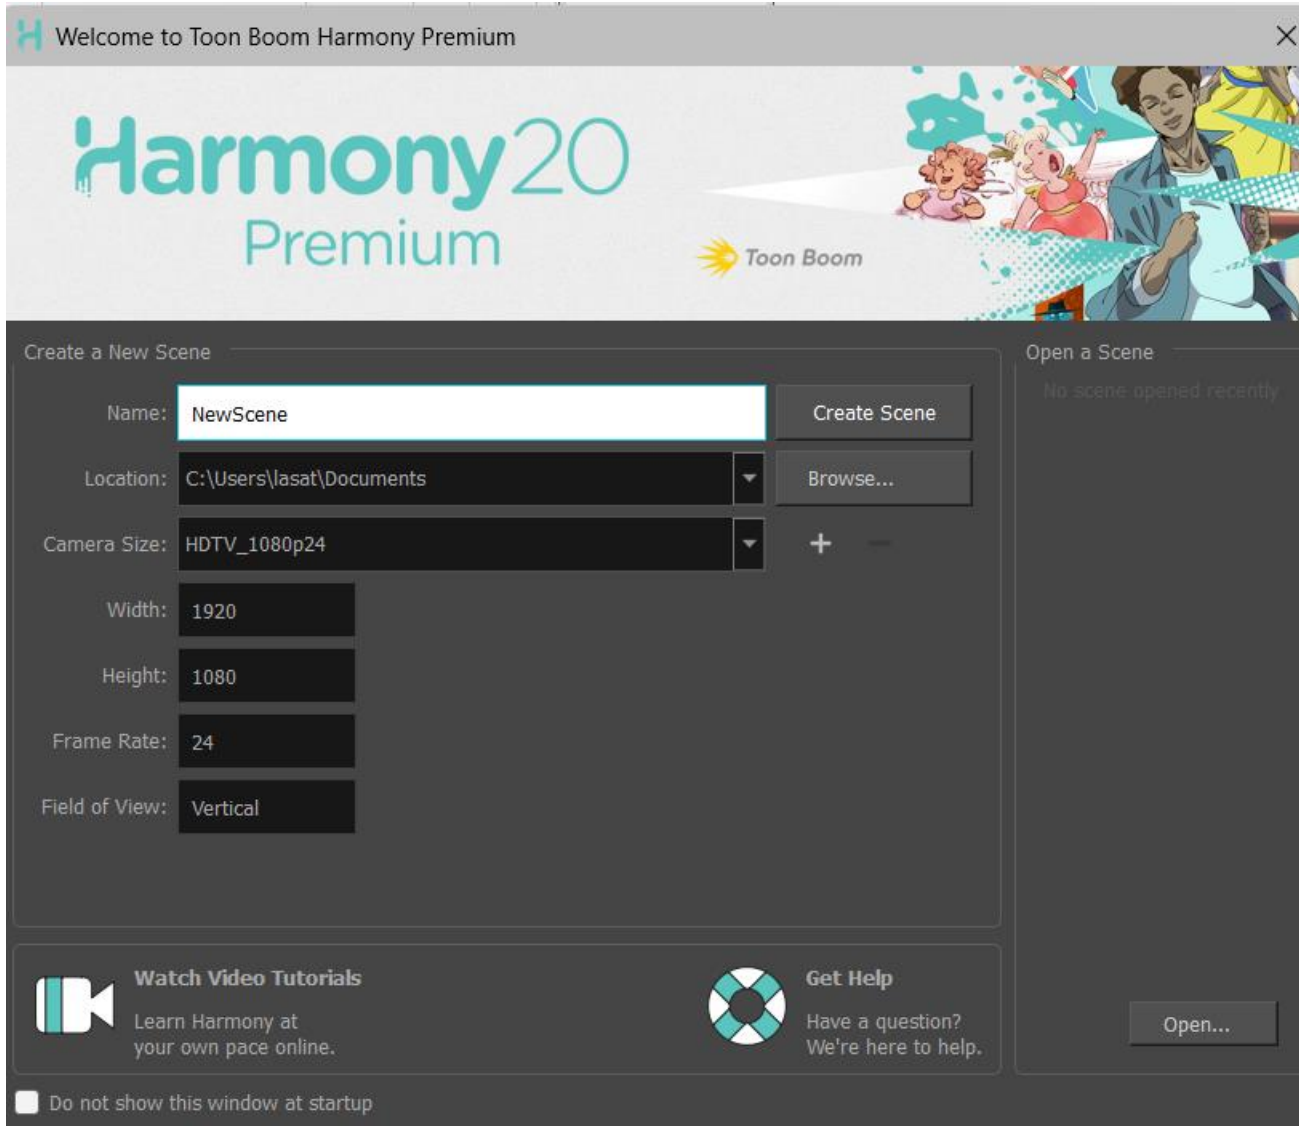 Welcome to Toon Boom Harmony Premium
Harmony 20
Premium
Toon Boom
Create a New Scene
Name: NewScene Create Scene
Location: C:\Users\lasat\Documents Browse...
Camera Size: HDTV_1080p24
Width: 1920
Height: 1080
Frame Rate: 24
Field of View: Vertical
Open a Scene
No scene opened recently
Watch Video Tutorials
Learn Harmony at
your own pace online.
Get Help
Have a question?
We're here to help.
Open...
Do not show this window at startup